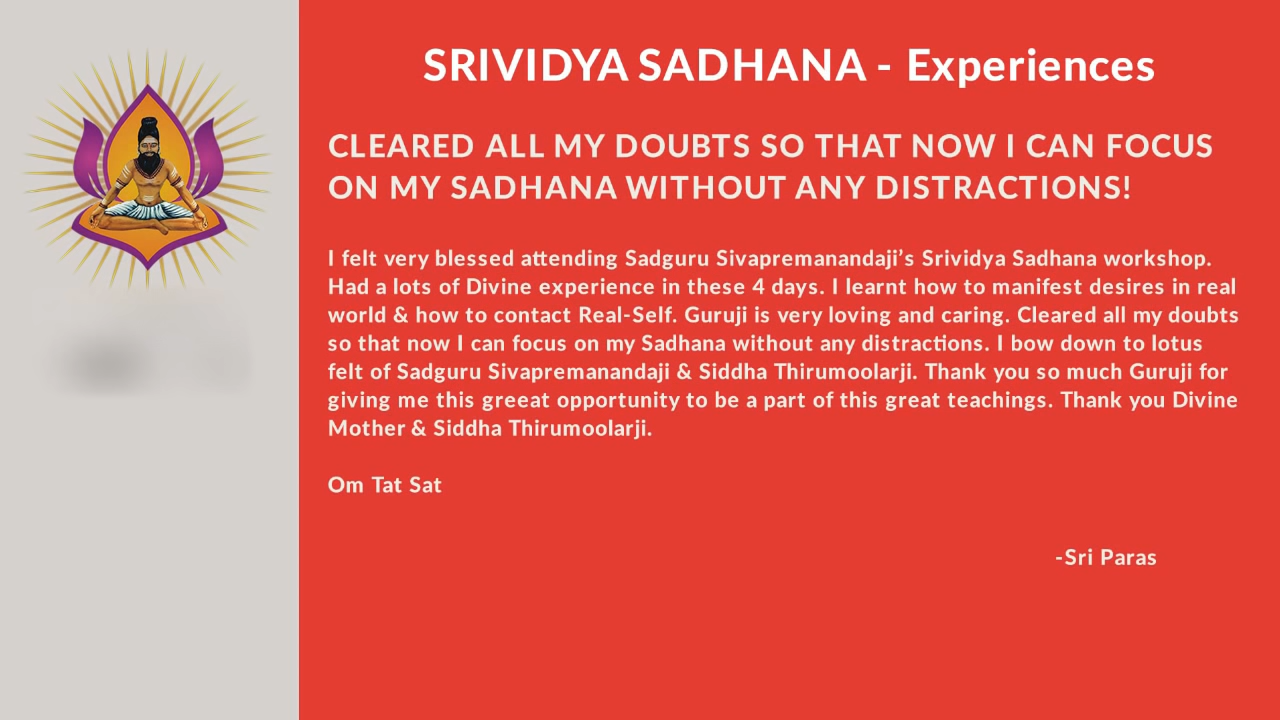 SRIVIDYA SADHANA - Experiences
CLEARED ALL MY DOUBTS SO THAT NOW I CAN FOCUS
ON MY SADHANA WITHOUT ANY DISTRACTIONS!
I felt very blessed attending Sadguru Sivapremanandaji’s Srividya Sadhana workshop.
Had a lots of Divine experience in these 4 days. I learnt how to manifest desires in real
world & how to contact Real-Self. Guruji is very loving and caring. Cleared all my doubts
so that now I can focus on my Sadhana without any distractions. I bow down to lotus
felt of Sadguru Sivapremanandaji & Siddha Thirumoolarji. Thank you so much Guruji for
giving me this greeat opportunity to be a part of this great teachings. Thank you Divine
Mother & Siddha Thirumoolarji.
Om Tat Sat
-Sri Paras